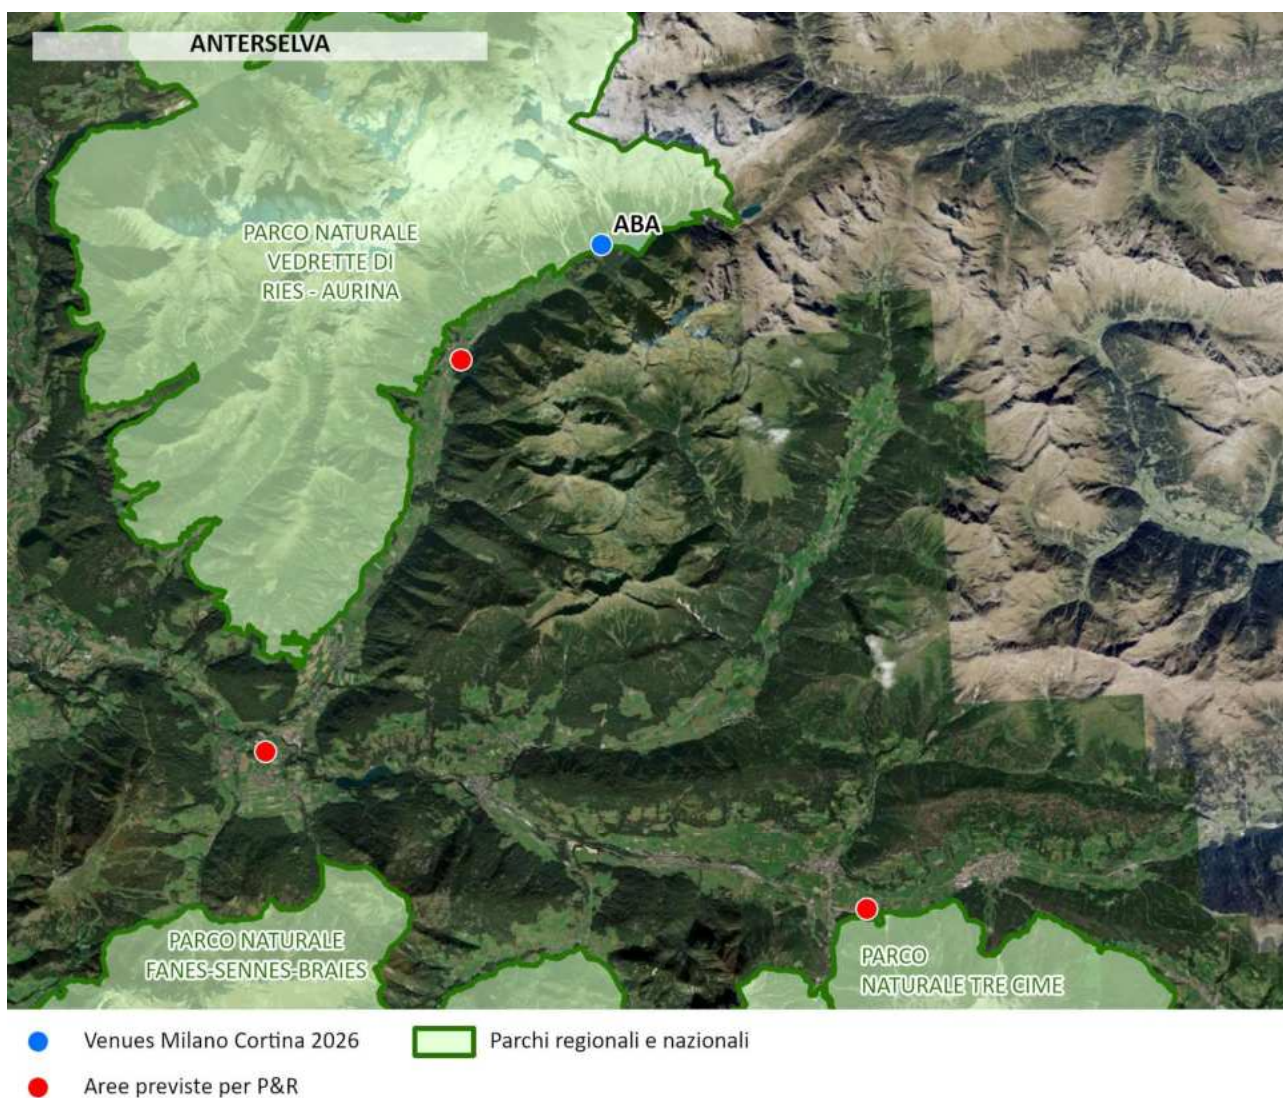 ANTERSELVA
ABA
PARCO NATURALE
VEDRETTE DI
RIES - AURINA
PARCO NATURALE
FANES-SENNES-BRAIES
PARCO
NATURALE TRE CIME
Venues Milano Cortina 2026
Parchi regionali e nazionali
Aree previste per P&R